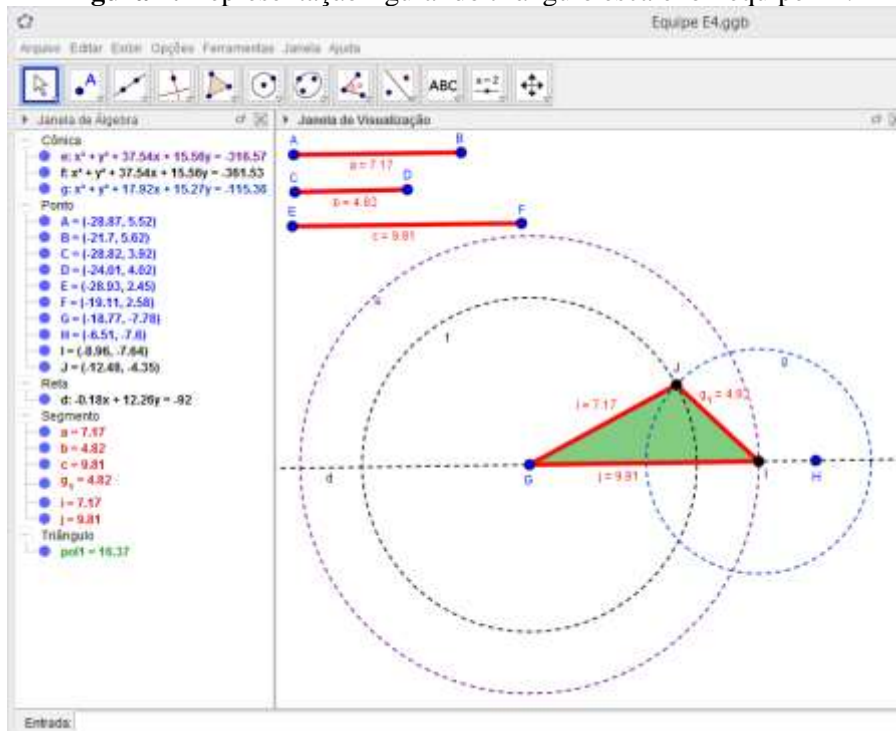 Equipe E4.ggb
Arquivo Editar Exibir Opções Ferramentas Janela Ajuda
A
ABC
a=2
Janela de Álgebra
Janela de Visualização
Cônica
e: x² + y² + 37.54x + 15.56y = -316.57
f: x² + y² + 37.54x + 15.56y = -361.53
g: x² + y² + 17.92x + 15.27y = -115.36
Ponto
A = (-28.87, 5.52)
B = (-21.7, 5.62)
C = (-28.82, 3.92)
D = (-24.01, 4.02)
E = (-28.93, 2.45)
F = (-19.11, 2.58)
G = (-18.77, -7.78)
H = (-6.51, -7.6)
I = (-8.96, -7.64)
J = (-12.48, -4.35)
Reta
d: -0.18x + 12.26y = -92
Segmento
a = 7.17
b = 4.82
c = 9.81
g₁ = 4.82
i = 7.17
j = 9.81
Triângulo
pol1 = 16.37
A
B
a = 7.17
C
D
b = 4.82
E
F
c = 9.81
e
f
J
g
i = 7.17
g₁ = 4.82
d
G
j = 9.81
I
H
Entrada: